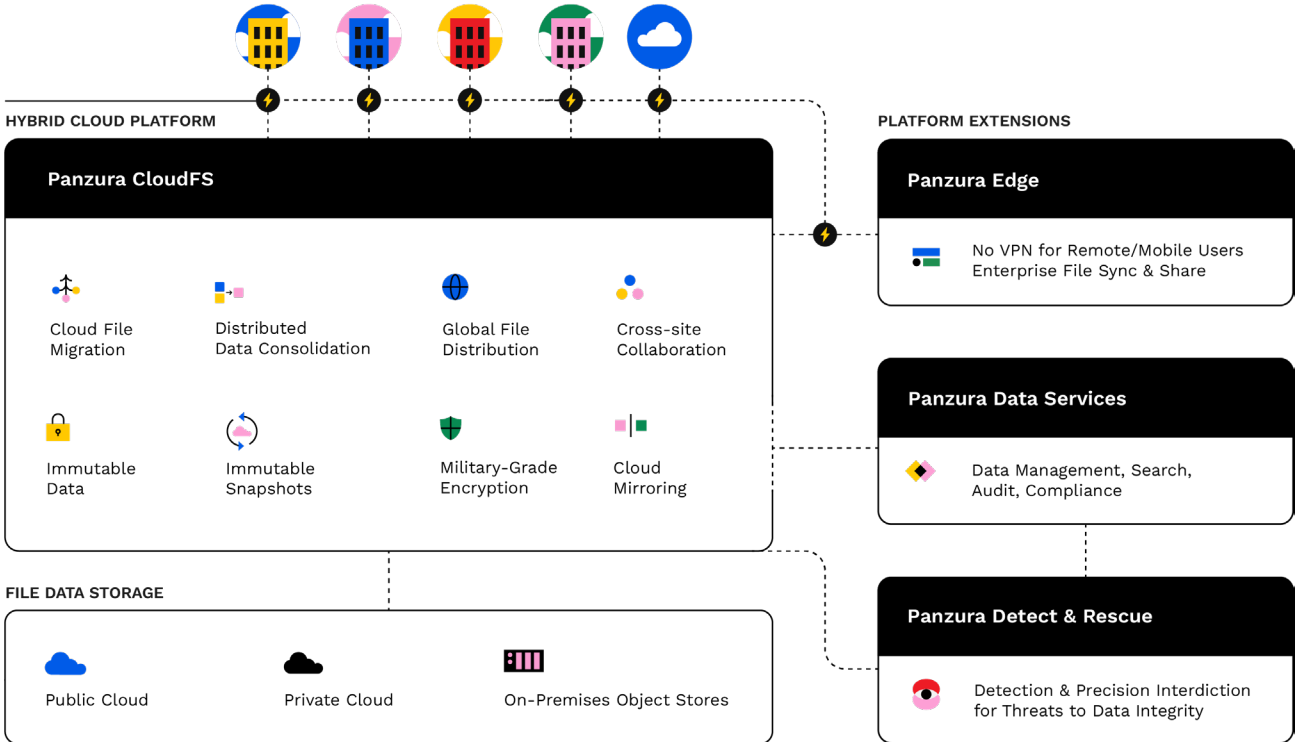 HYBRID CLOUD PLATFORM
Panzura CloudFS
Cloud File
Migration
Distributed
Data Consolidation
Global File
Distribution
Cross-site
Collaboration
Immutable
Data
Immutable
Snapshots
Military-Grade
Encryption
Cloud
Mirroring
FILE DATA STORAGE
Public Cloud
Private Cloud
On-Premises Object Stores
PLATFORM EXTENSIONS
Panzura Edge
No VPN for Remote/Mobile Users
Enterprise File Sync & Share
Panzura Data Services
Data Management, Search,
Audit, Compliance
Panzura Detect & Rescue
Detection & Precision Interdiction
for Threats to Data Integrity